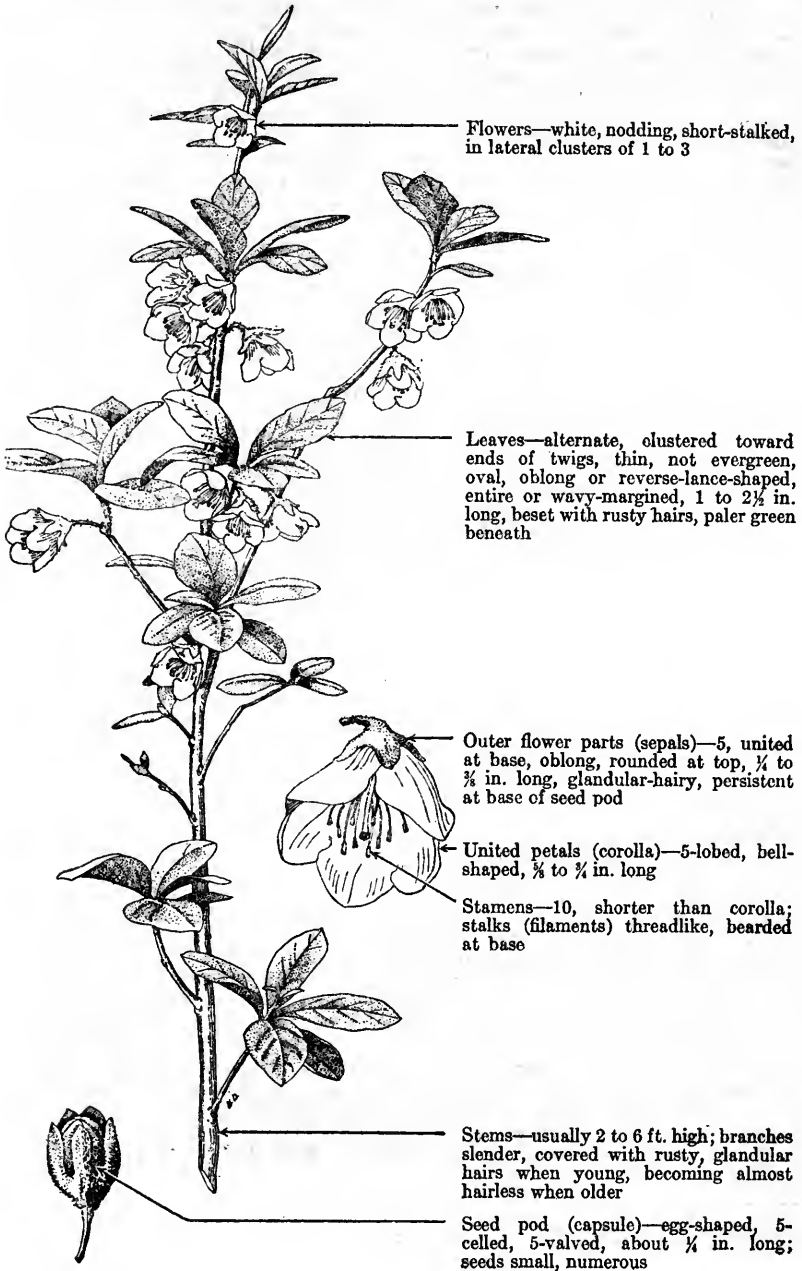 Flowers—white, nodding, short-stalked,
in lateral clusters of 1 to 3
Leaves—alternate, clustered toward
ends of twigs, thin, not evergreen,
oval, oblong or reverse-lance-shaped,
entire or wavy-margined, 1 to 2½ in.
long, beset with rusty hairs, paler green
beneath
Outer flower parts (sepals)—5, united
at base, oblong, rounded at top, ¼ to
⅜ in. long, glandular-hairy, persistent
at base of seed pod
United petals (corolla)—5-lobed, bell-
shaped, ⅝ to ¾ in. long
Stamens—10, shorter than corolla;
stalks (filaments) threadlike, bearded
at base
Stems—usually 2 to 6 ft. high; branches
slender, covered with rusty, glandular
hairs when young, becoming almost
hairless when older
Seed pod (capsule)—egg-shaped, 5-
celled, 5-valved, about ¼ in. long;
seeds small, numerous